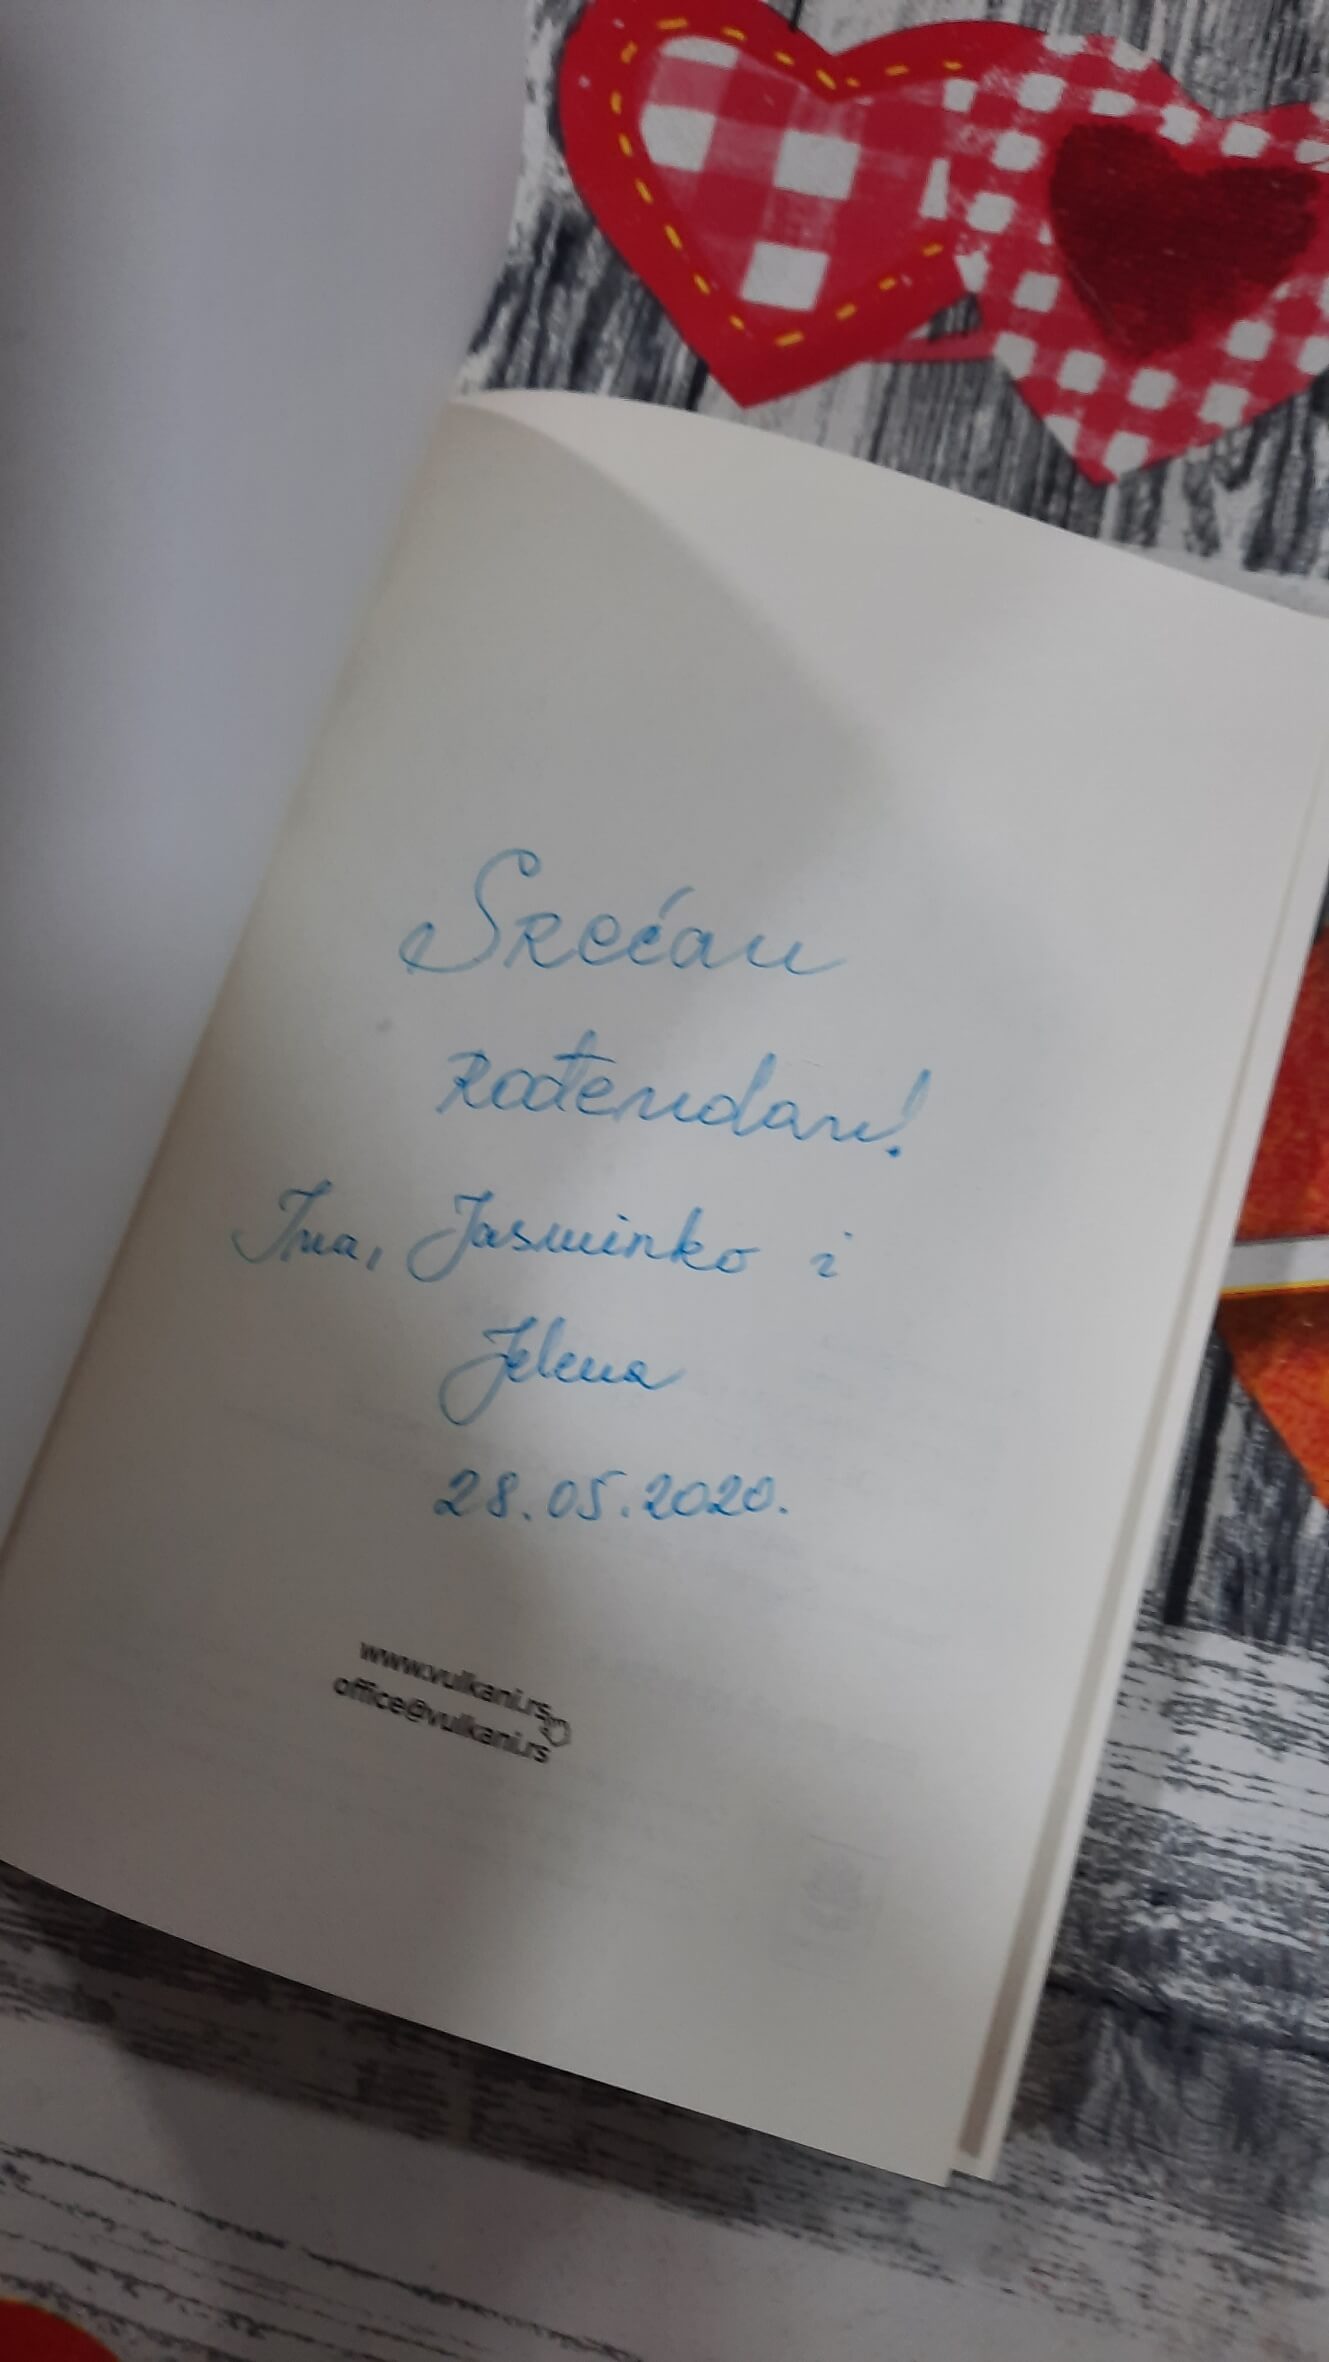 Srećan
rođendan!
Ina, Jasminko i
Jelena
28.05.2020.
www.vulkani.rs
office@vulkani.rs